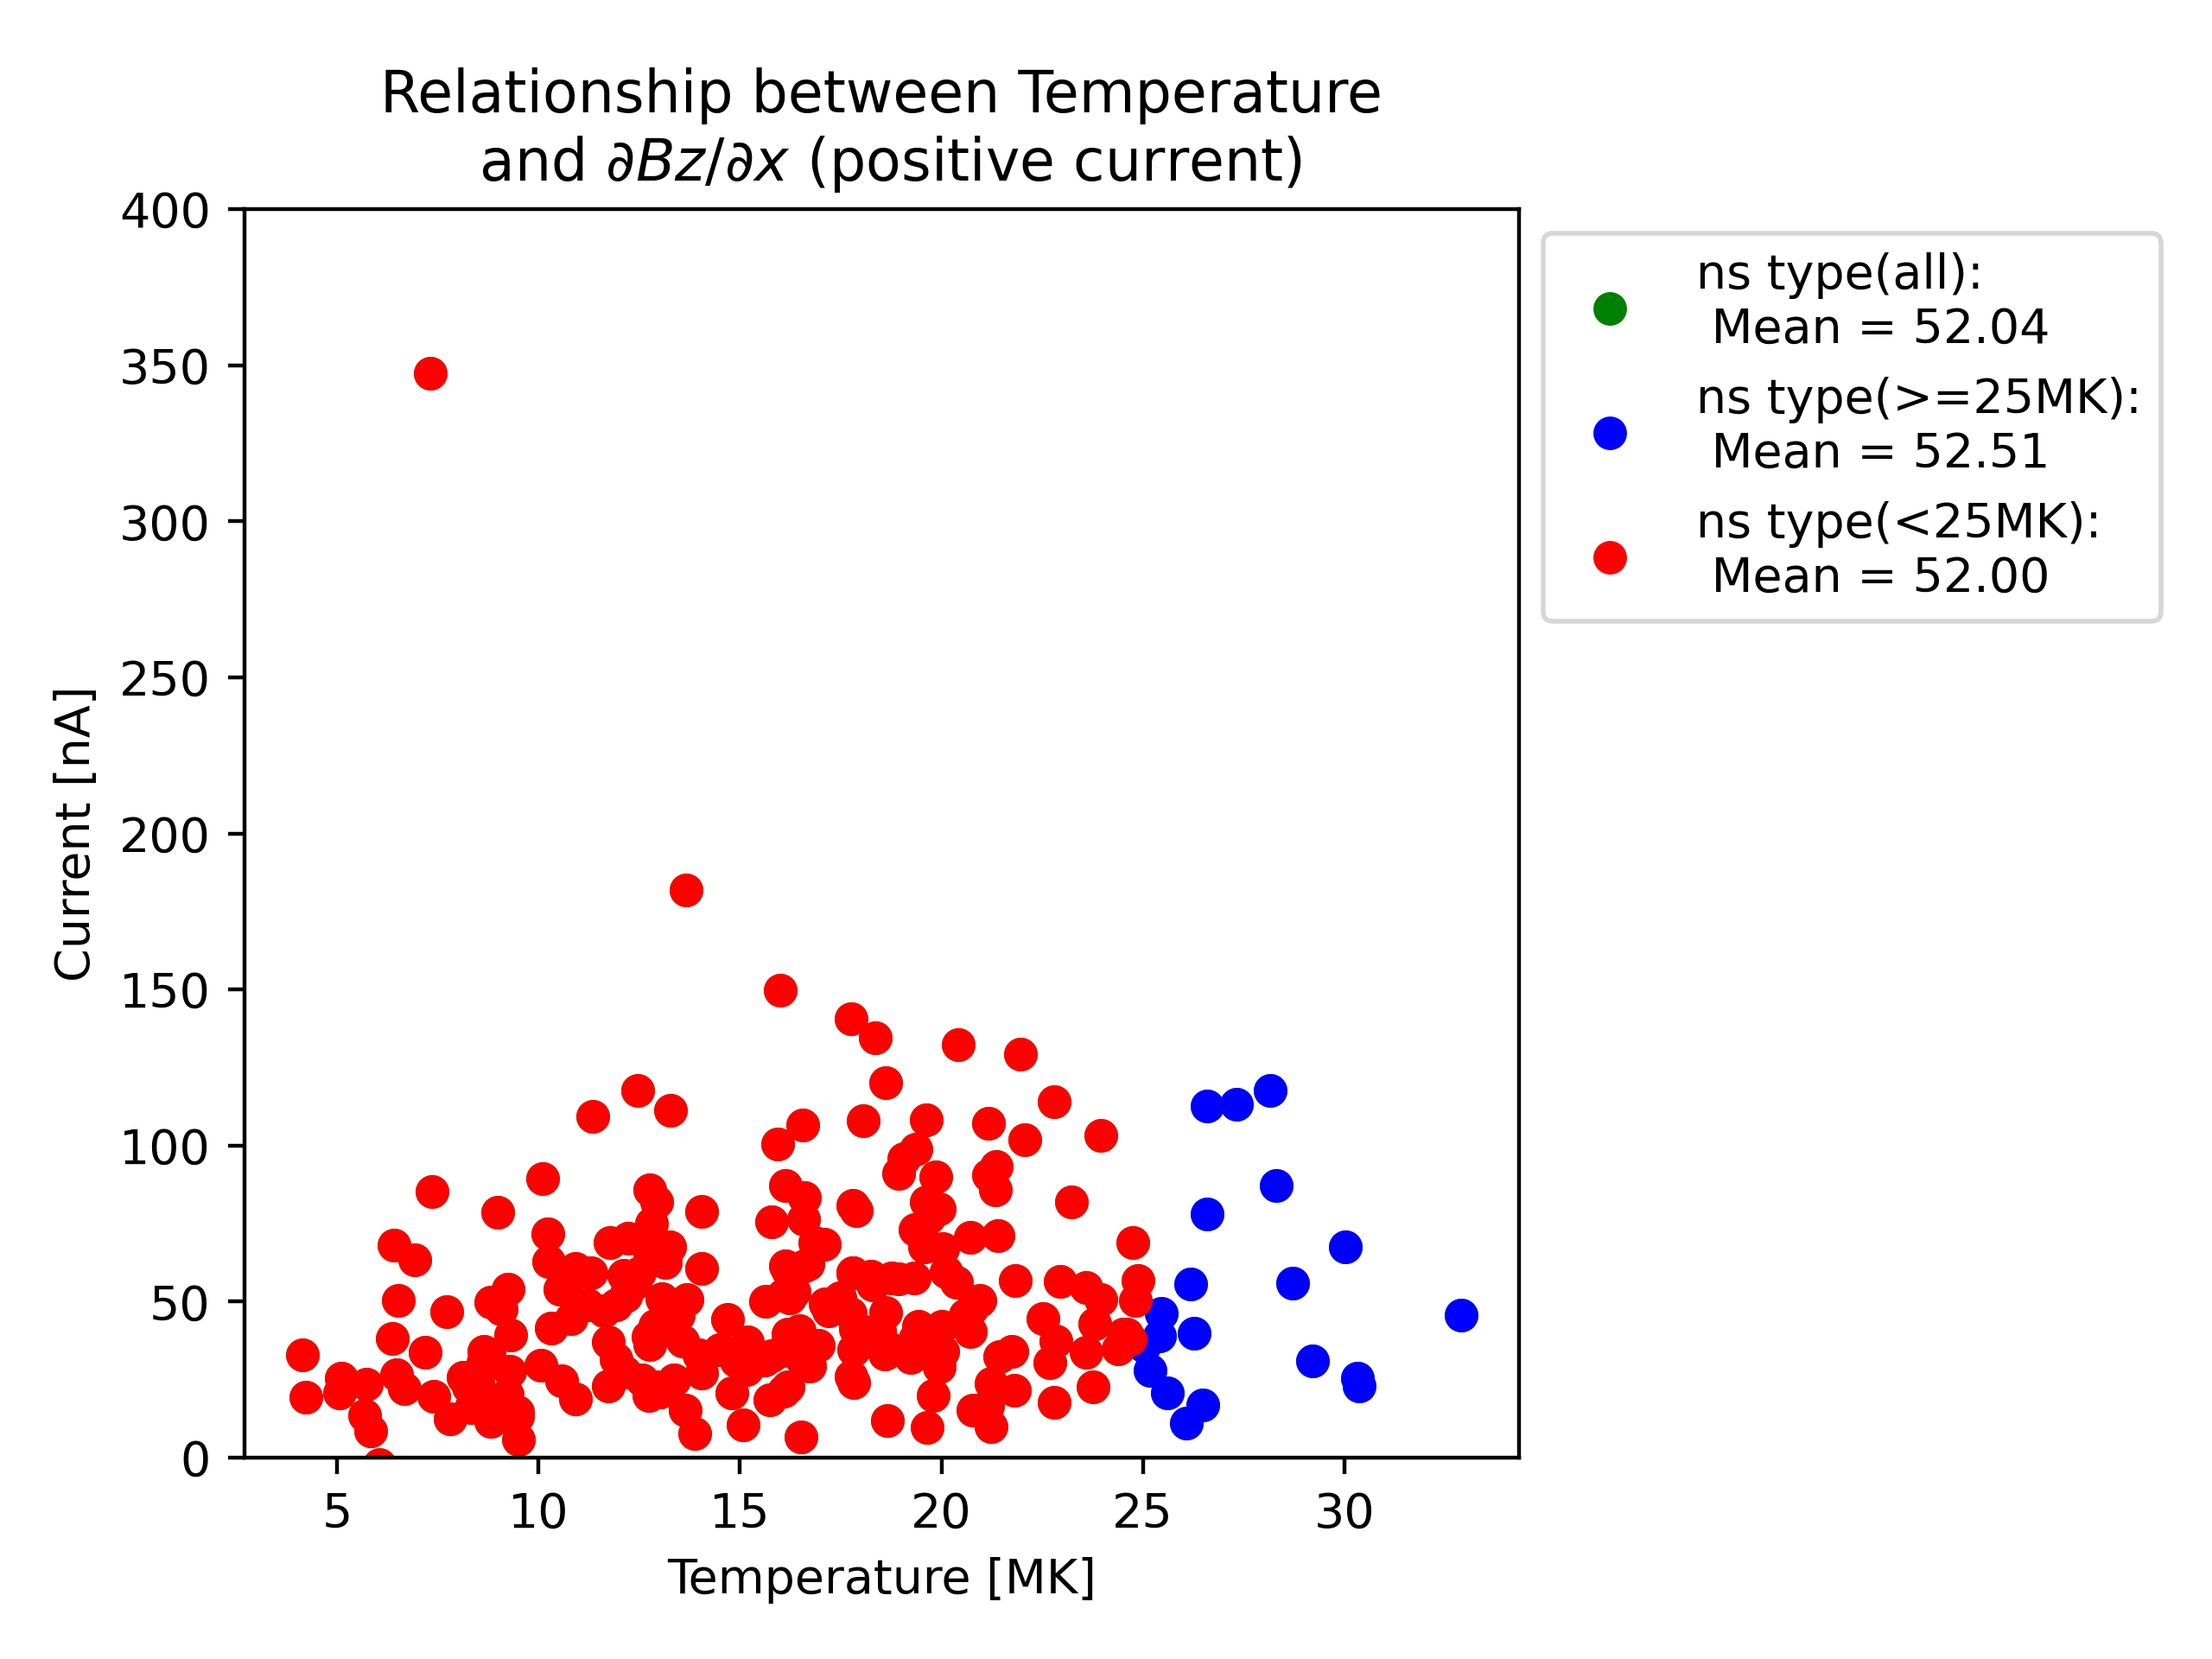 Relationship between Temperature
and ∂Bz/∂x (positive current)
400
350
300
250
200
150
100
50
0
Current [nA]
5 10 15 20 25 30
Temperature [MK]
ns type(all):
Mean = 52.04
ns type(>=25MK):
Mean = 52.51
ns type(<25MK):
Mean = 52.00